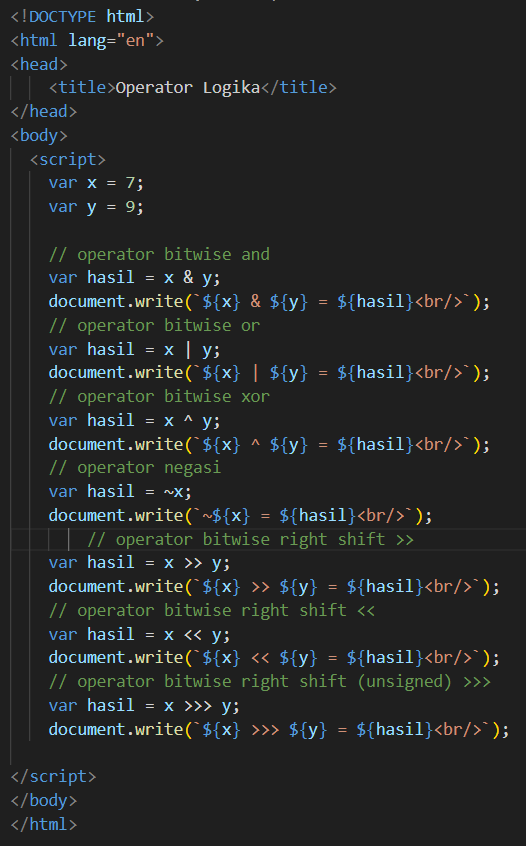 <!DOCTYPE html>
<html lang="en">
<head>
    <title>Operator Logika</title>
</head>
<body>
  <script>
    var x = 7;
    var y = 9;

    // operator bitwise and
    var hasil = x & y;
    document.write(`${x} & ${y} = ${hasil}<br/>`);
    // operator bitwise or
    var hasil = x | y;
    document.write(`${x} | ${y} = ${hasil}<br/>`);
    // operator bitwise xor
    var hasil = x ^ y;
    document.write(`${x} ^ ${y} = ${hasil}<br/>`);
    // operator negasi
    var hasil = ~x;
    document.write(`~${x} = ${hasil}<br/>`);
        // operator bitwise right shift >>
    var hasil = x >> y;
    document.write(`${x} >> ${y} = ${hasil}<br/>`);
    // operator bitwise right shift <<
    var hasil = x << y;
    document.write(`${x} << ${y} = ${hasil}<br/>`);
    // operator bitwise right shift (unsigned) >>>
    var hasil = x >>> y;
    document.write(`${x} >>> ${y} = ${hasil}<br/>`);

</script>
</body>
</html>